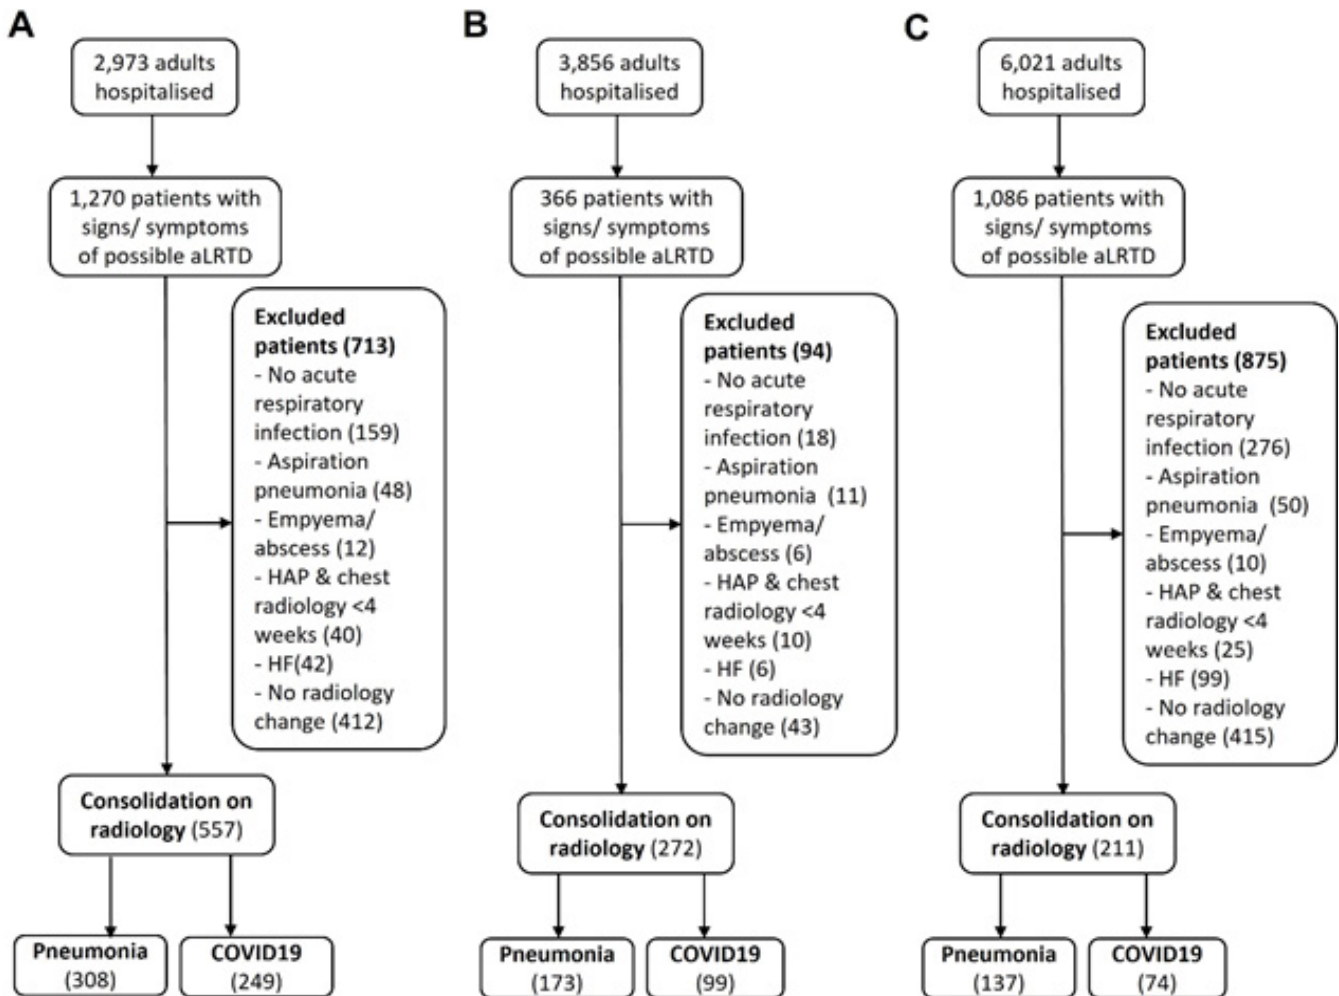 A
2,973 adults
hospitalised
1,270 patients with
signs/ symptoms
of possible aLRTD
Excluded
patients (713)
- No acute
respiratory
infection (159)
- Aspiration
pneumonia (48)
- Empyema/
abscess (12)
- HAP & chest
radiology <4
weeks (40)
- HF(42)
- No radiology
change (412)
Consolidation on
radiology (557)
Pneumonia
(308)
COVID19
(249)
B
3,856 adults
hospitalised
366 patients with
signs/ symptoms
of possible aLRTD
Excluded
patients (94)
- No acute
respiratory
infection (18)
- Aspiration
pneumonia (11)
- Empyema/
abscess (6)
- HAP & chest
radiology <4
weeks (10)
- HF (6)
- No radiology
change (43)
Consolidation on
radiology (272)
Pneumonia
(173)
COVID19
(99)
C
6,021 adults
hospitalised
1,086 patients with
signs/ symptoms
of possible aLRTD
Excluded
patients (875)
- No acute
respiratory
infection (276)
- Aspiration
pneumonia (50)
- Empyema/
abscess (10)
- HAP & chest
radiology <4
weeks (25)
- HF (99)
- No radiology
change (415)
Consolidation on
radiology (211)
Pneumonia
(137)
COVID19
(74)